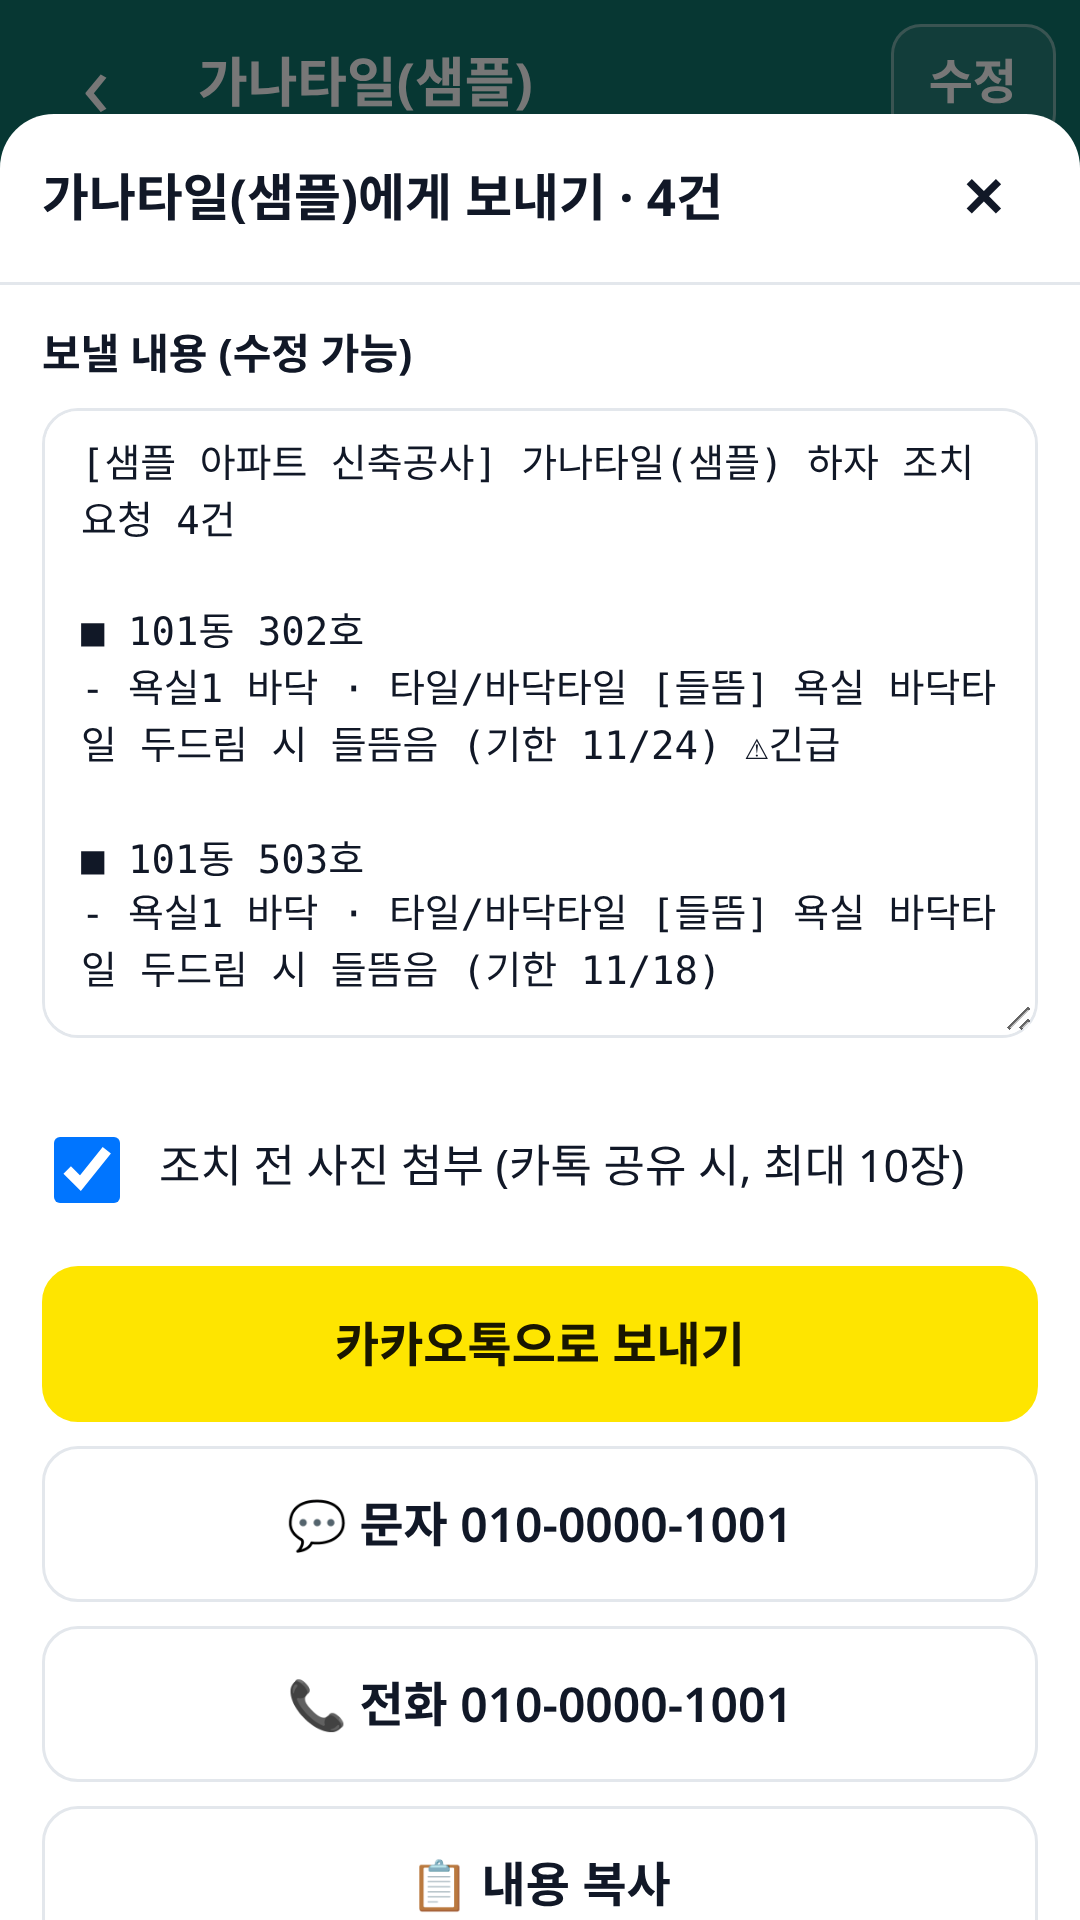 가나타일(샘플)
수정
가나타일(샘플)에게 보내기 · 4건
보낼 내용 (수정 가능)
[샘플 아파트 신축공사] 가나타일(샘플) 하자 조치
요청 4건
■ 101동 302호
- 욕실1 바닥 · 타일/바닥타일 [들뜸] 욕실 바닥타
일 두드림 시 들뜸음 (기한 11/24) ⚠긴급
■ 101동 503호
- 욕실1 바닥 · 타일/바닥타일 [들뜸] 욕실 바닥타
일 두드림 시 들뜸음 (기한 11/18)
조치 전 사진 첨부 (카톡 공유 시, 최대 10장)
카카오톡으로 보내기
💬 문자 010-0000-1001
📞 전화 010-0000-1001
📋 내용 복사